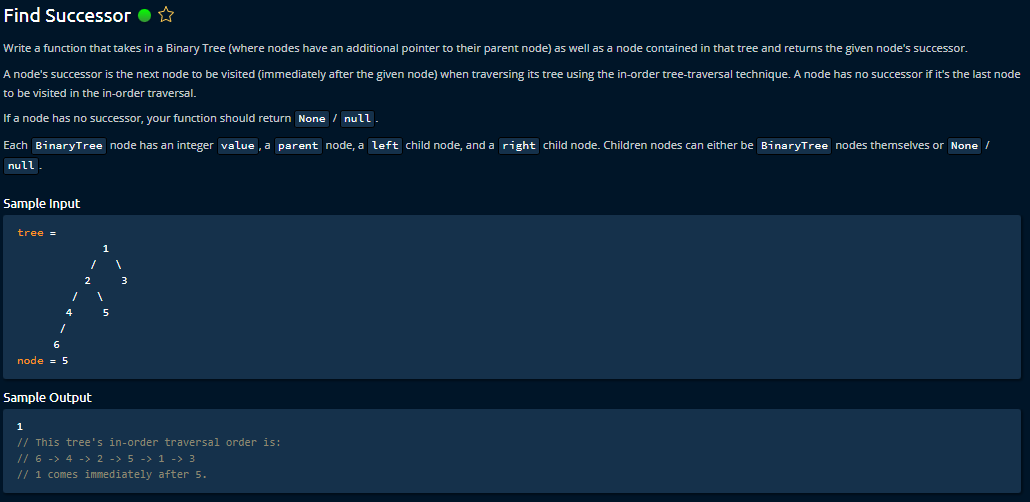 Find Successor
Write a function that takes in a Binary Tree (where nodes have an additional pointer to their parent node) as well as a node contained in that tree and returns the given node's successor.
A node's successor is the next node to be visited (immediately after the given node) when traversing its tree using the in-order tree-traversal technique. A node has no successor if it's the last node
to be visited in the in-order traversal.
If a node has no successor, your function should return None / null.
Each BinaryTree node has an integer value, a parent node, a left child node, and a right child node. Children nodes can either be BinaryTree nodes themselves or None /
null.
Sample Input
tree =
              1
            /   \
           2     3
         /   \
        4     5
       /
      6
node = 5
Sample Output
1
// This tree's in-order traversal order is:
// 6 -> 4 -> 2 -> 5 -> 1 -> 3
// 1 comes immediately after 5.